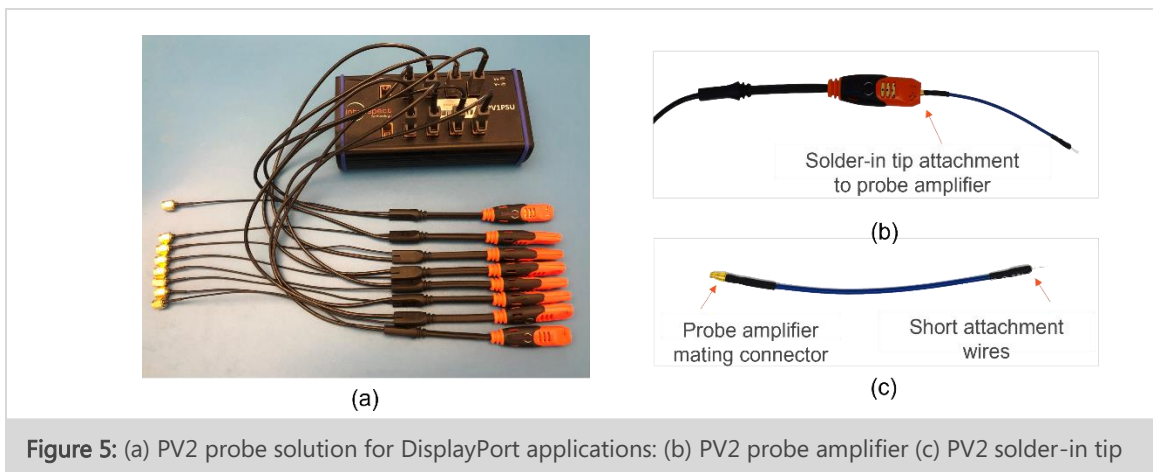 PV1PSU
(a)
Solder-in tip attachment
to probe amplifier
(b)
Probe amplifier
mating connector
Short attachment
wires
(c)
Figure 5: (a) PV2 probe solution for DisplayPort applications: (b) PV2 probe amplifier (c) PV2 solder-in tip